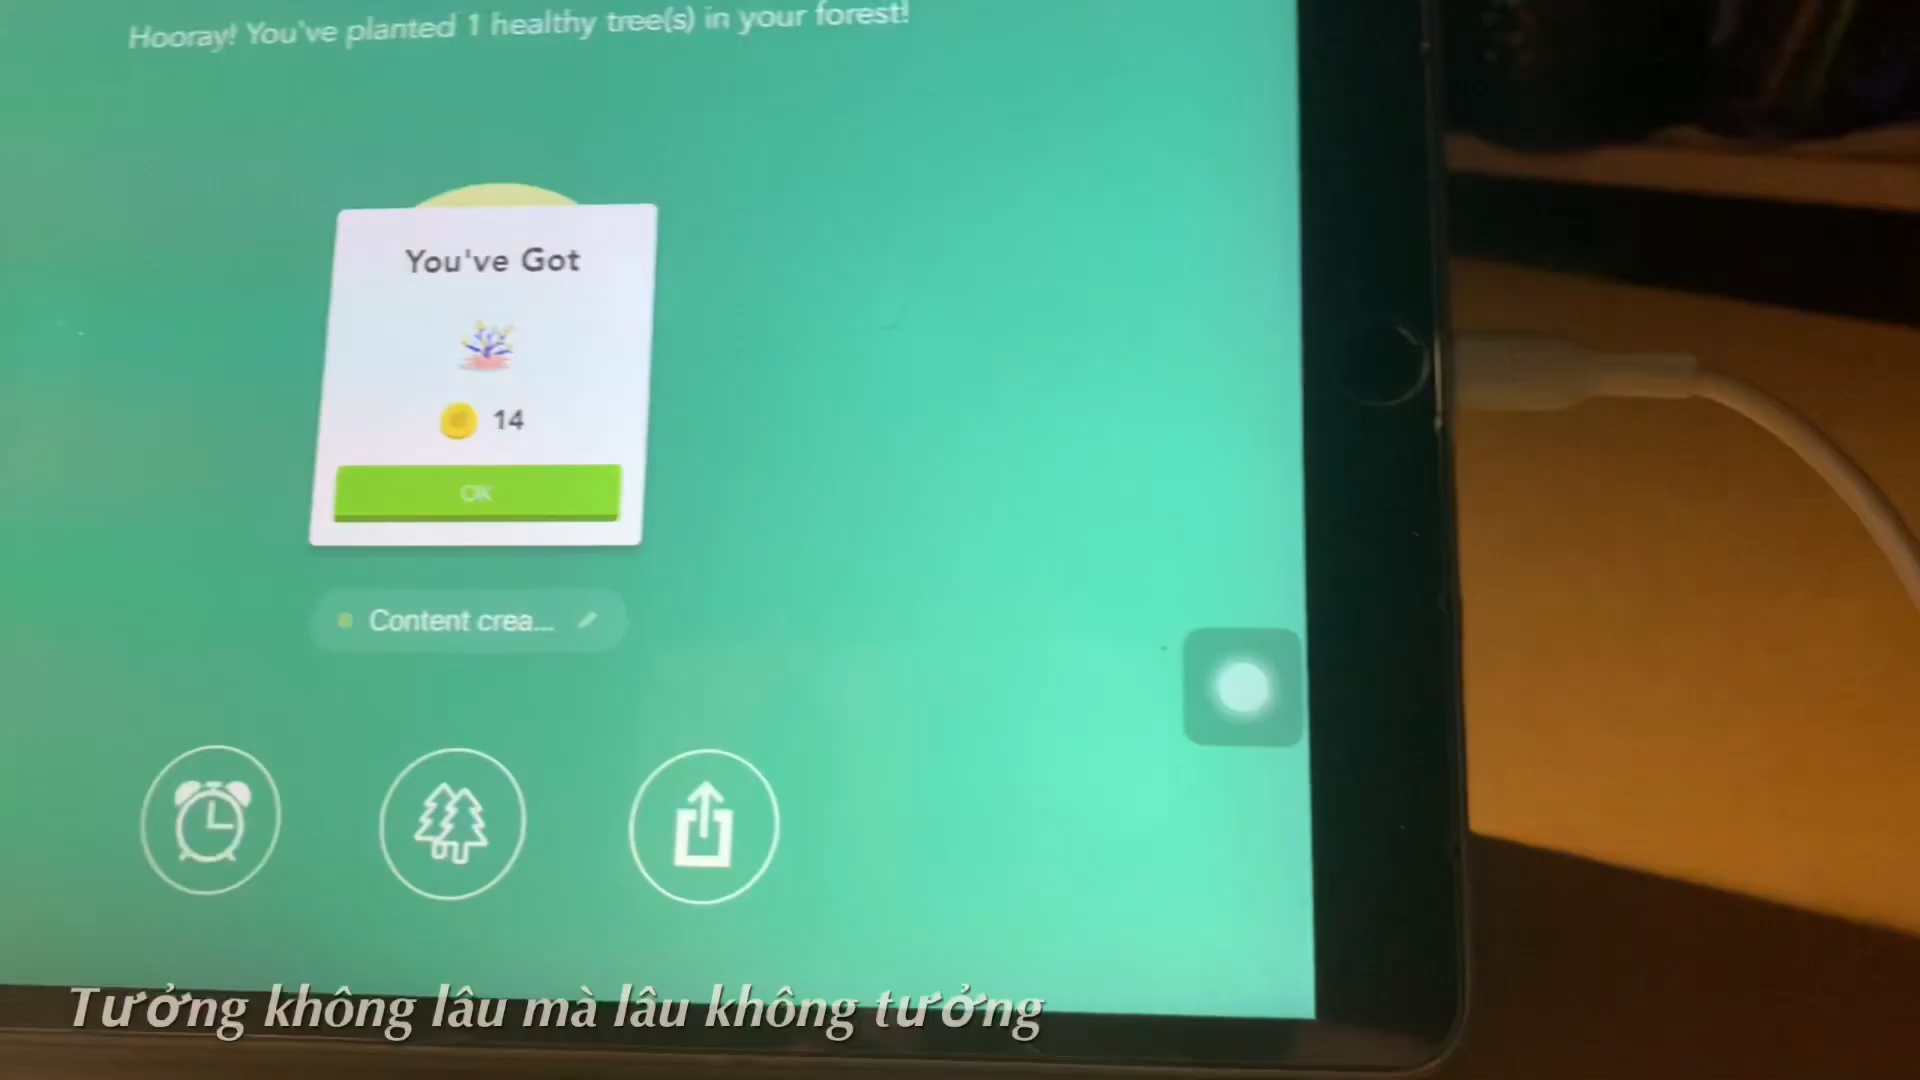 Hooray! You've planted 1 healthy tree(s) in your forest!
You've Got
14
OK
Content crea...
Tưởng không lâu mà lâu không tưởng